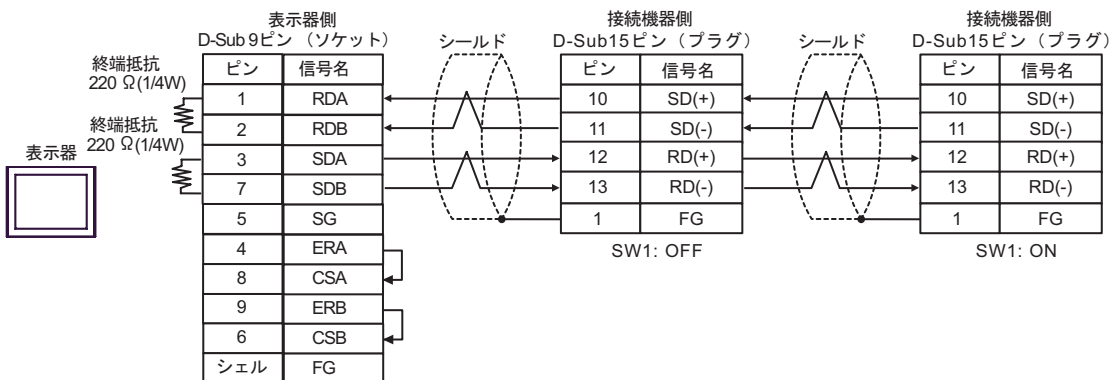 表示器
終端抵抗
220 Ω(1/4W)
終端抵抗
220 Ω(1/4W)
表示器側
D-Sub 9ピン（ソケット）
ピン 信号名
1 RDA
2 RDB
3 SDA
7 SDB
5 SG
4 ERA
8 CSA
9 ERB
6 CSB
シェル FG
シールド
接続機器側
D-Sub15ピン（プラグ）
ピン 信号名
10 SD(+)
11 SD(-)
12 RD(+)
13 RD(-)
1 FG
SW1: OFF
シールド
接続機器側
D-Sub15ピン（プラグ）
ピン 信号名
10 SD(+)
11 SD(-)
12 RD(+)
13 RD(-)
1 FG
SW1: ON